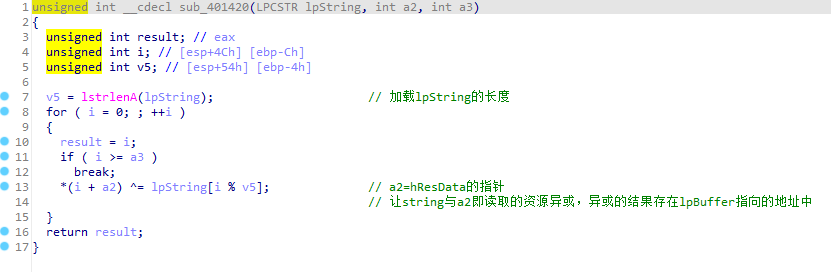 1 unsigned int __cdecl sub_401420(LPCSTR lpString, int a2, int a3)
2 {
3 unsigned int result; // eax
4 unsigned int i; // [esp+4Ch] [ebp-Ch]
5 unsigned int v5; // [esp+54h] [ebp-4h]
6
7 v5 = lstrlenA(lpString); // 加载lpString的长度
8 for ( i = 0; ; ++i )
9 {
10 result = i;
11 if ( i >= a3 )
12 break;
13 *(i + a2) ^= lpString[i % v5]; // a2=hResData的指针
14 // 让string与a2即读取的资源异或，异或的结果存在lpBuffer指向的地址中
15 }
16 return result;
17 }